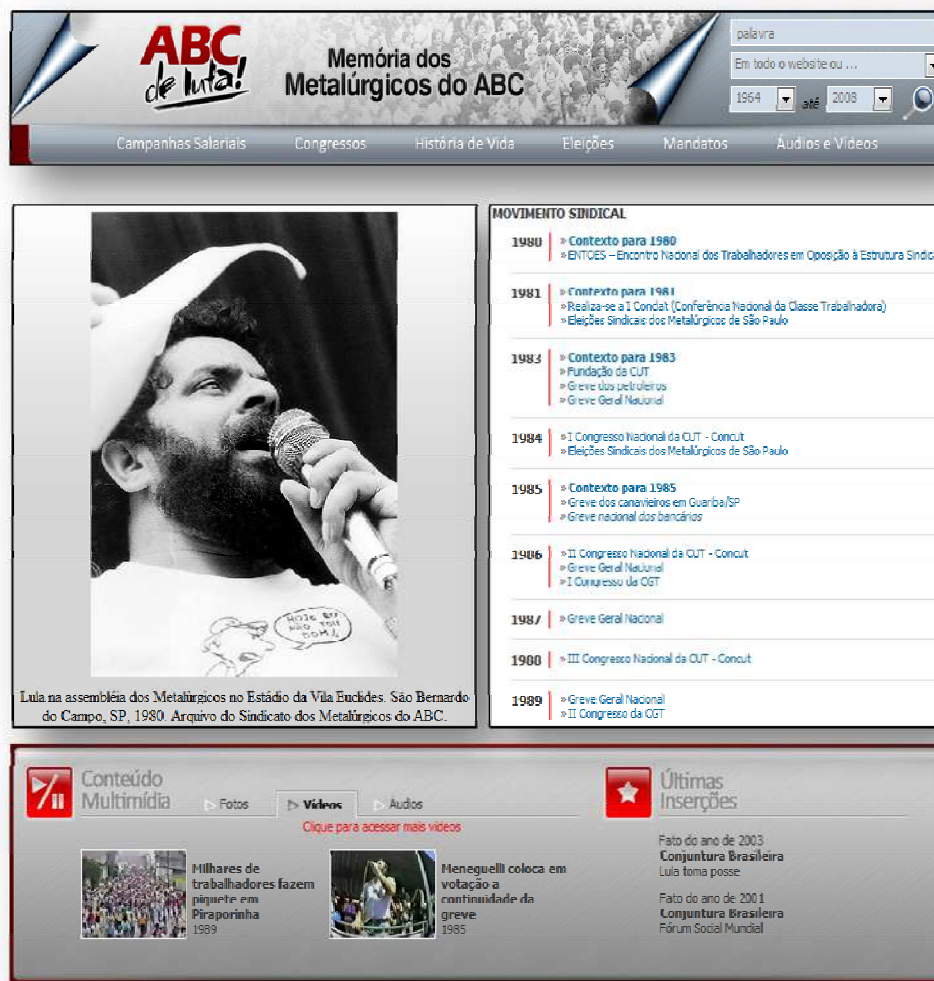 ABC
de luta!
Memória dos
Metalúrgicos do ABC
palavra
Em todo o website ou ...
1964 até 2008
Campanhas Salariais Congressos História de Vida Eleições Mandatos Áudios e Vídeos
HOJE EU
NÃO TOU
BOM!
Lula na assembléia dos Metalúrgicos no Estádio da Vila Euclides. São Bernardo
do Campo, SP, 1980. Arquivo do Sindicato dos Metalúrgicos do ABC.
MOVIMENTO SINDICAL
1980 » Contexto para 1980
» ENTOES – Encontro Nacional dos Trabalhadores em Oposição à Estrutura Sindica
1981 » Contexto para 1981
» Realiza-se a I Conclat (Conferência Nacional da Classe Trabalhadora)
» Eleições Sindicais dos Metalúrgicos de São Paulo
1983 » Contexto para 1983
» Fundação da CUT
» Greve dos petroleiros
» Greve Geral Nacional
1984 » I Congresso Nacional da CUT - Concut
» Eleições Sindicais dos Metalúrgicos de São Paulo
1985 » Contexto para 1985
» Greve dos canavieiros em Guariba/SP
» Greve nacional dos bancários
1986 » II Congresso Nacional da CUT - Concut
» Greve Geral Nacional
» I Congresso da CGT
1987 » Greve Geral Nacional
1988 » III Congresso Nacional da CUT - Concut
1989 » Greve Geral Nacional
» II Congresso da CGT
Conteúdo
Multimídia
Fotos Vídeos Áudios
Clique para acessar mais vídeos
Milhares de
trabalhadores fazem
piquete em
Piraporinha
1989
Meneguelli coloca em
votação a
continuidade da
greve
1985
Últimas
Inserções
Fato do ano de 2003
Conjuntura Brasileira
Lula toma posse
Fato do ano de 2001
Conjuntura Brasileira
Fórum Social Mundial